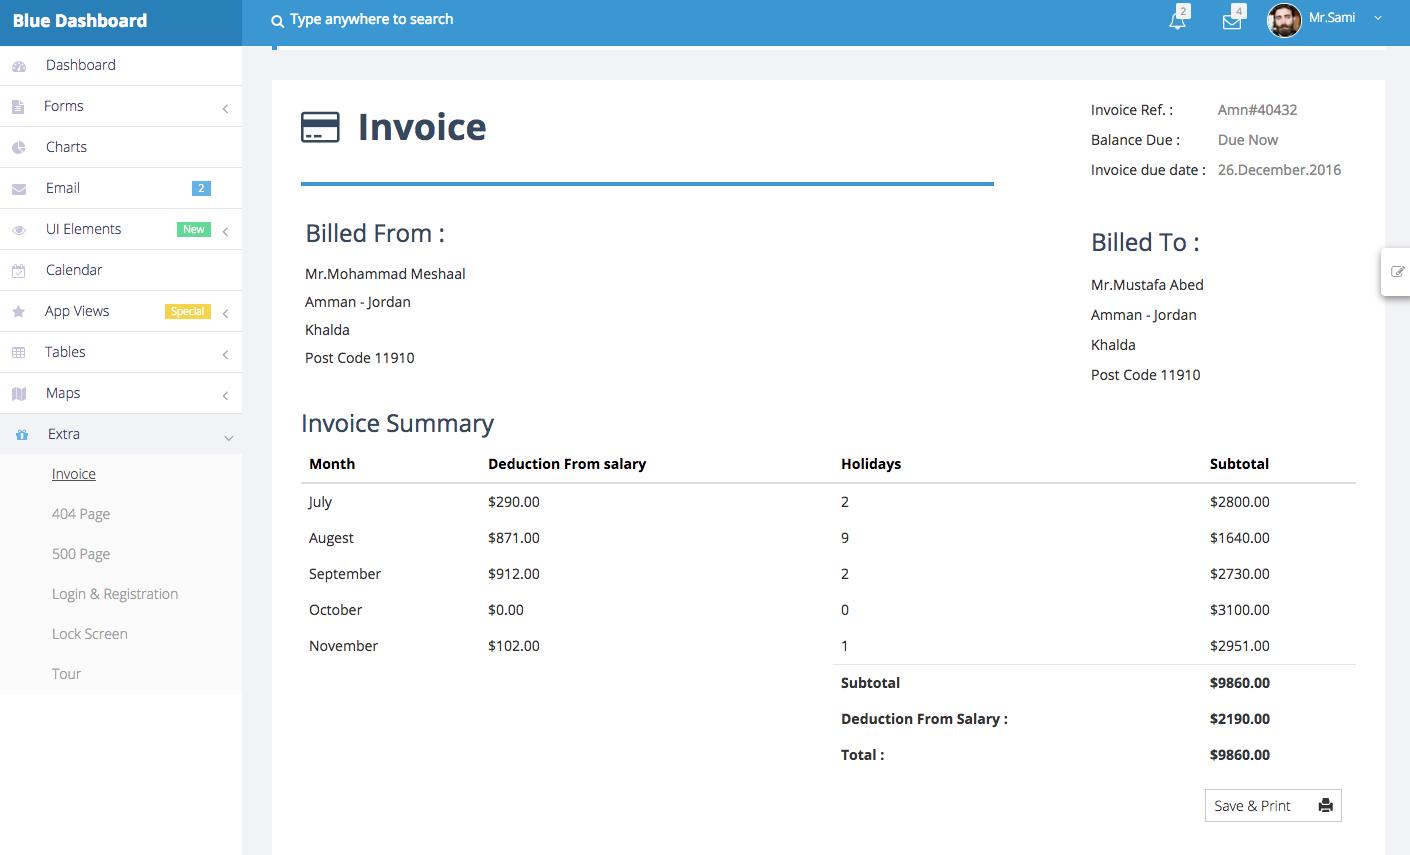 Blue Dashboard
Type anywhere to search
2
4
Mr.Sami
Dashboard
Forms
Charts
Email 2
UI Elements New
Calendar
App Views Special
Tables
Maps
Extra
Invoice
404 Page
500 Page
Login & Registration
Lock Screen
Tour
Invoice
Invoice Ref. : Amn#40432
Balance Due : Due Now
Invoice due date : 26.December.2016
Billed From :
Mr.Mohammad Meshaal
Amman - Jordan
Khalda
Post Code 11910
Billed To :
Mr.Mustafa Abed
Amman - Jordan
Khalda
Post Code 11910
Invoice Summary
Month Deduction From salary Holidays Subtotal
July $290.00 2 $2800.00
Augest $871.00 9 $1640.00
September $912.00 2 $2730.00
October $0.00 0 $3100.00
November $102.00 1 $2951.00
Subtotal $9860.00
Deduction From Salary : $2190.00
Total : $9860.00
Save & Print